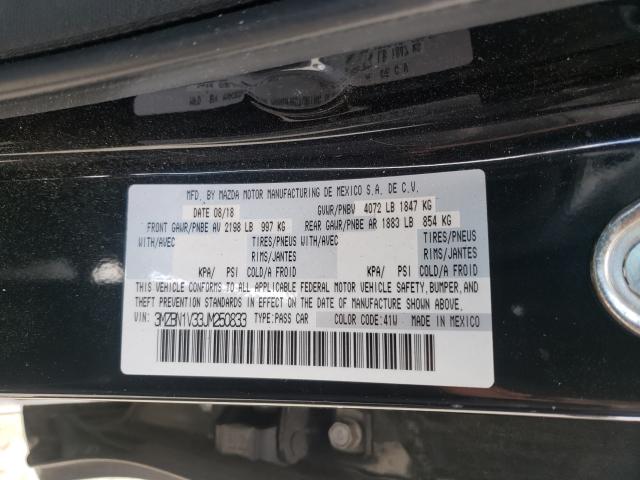 MFD. BY MAZDA MOTOR MANUFACTURING DE MEXICO S.A. DE C.V.
DATE 08/18 GVWR/PNBV 4072 LB 1847 KG
FRONT GAWR/PNBE AV 2198 LB 997 KG REAR GAWR/PNBE AR 1883 LB 854 KG
WITH/AVEC TIRES/PNEUS WITH/AVEC TIRES/PNEUS
RIMS/JANTES RIMS/JANTES
KPA/ PSI COLD/A FROID KPA/ PSI COLD/A FROID
THIS VEHICLE CONFORMS TO ALL APPLICABLE FEDERAL MOTOR VEHICLE SAFETY, BUMPER, AND
THEFT PREVENTION STANDARDS IN EFFECT ON THE DATE OF MANUFACTURE SHOWN ABOVE.
3MZBN1V33JM250833 TYPE:PASS CAR COLOR CODE:41W MADE IN MEXICO